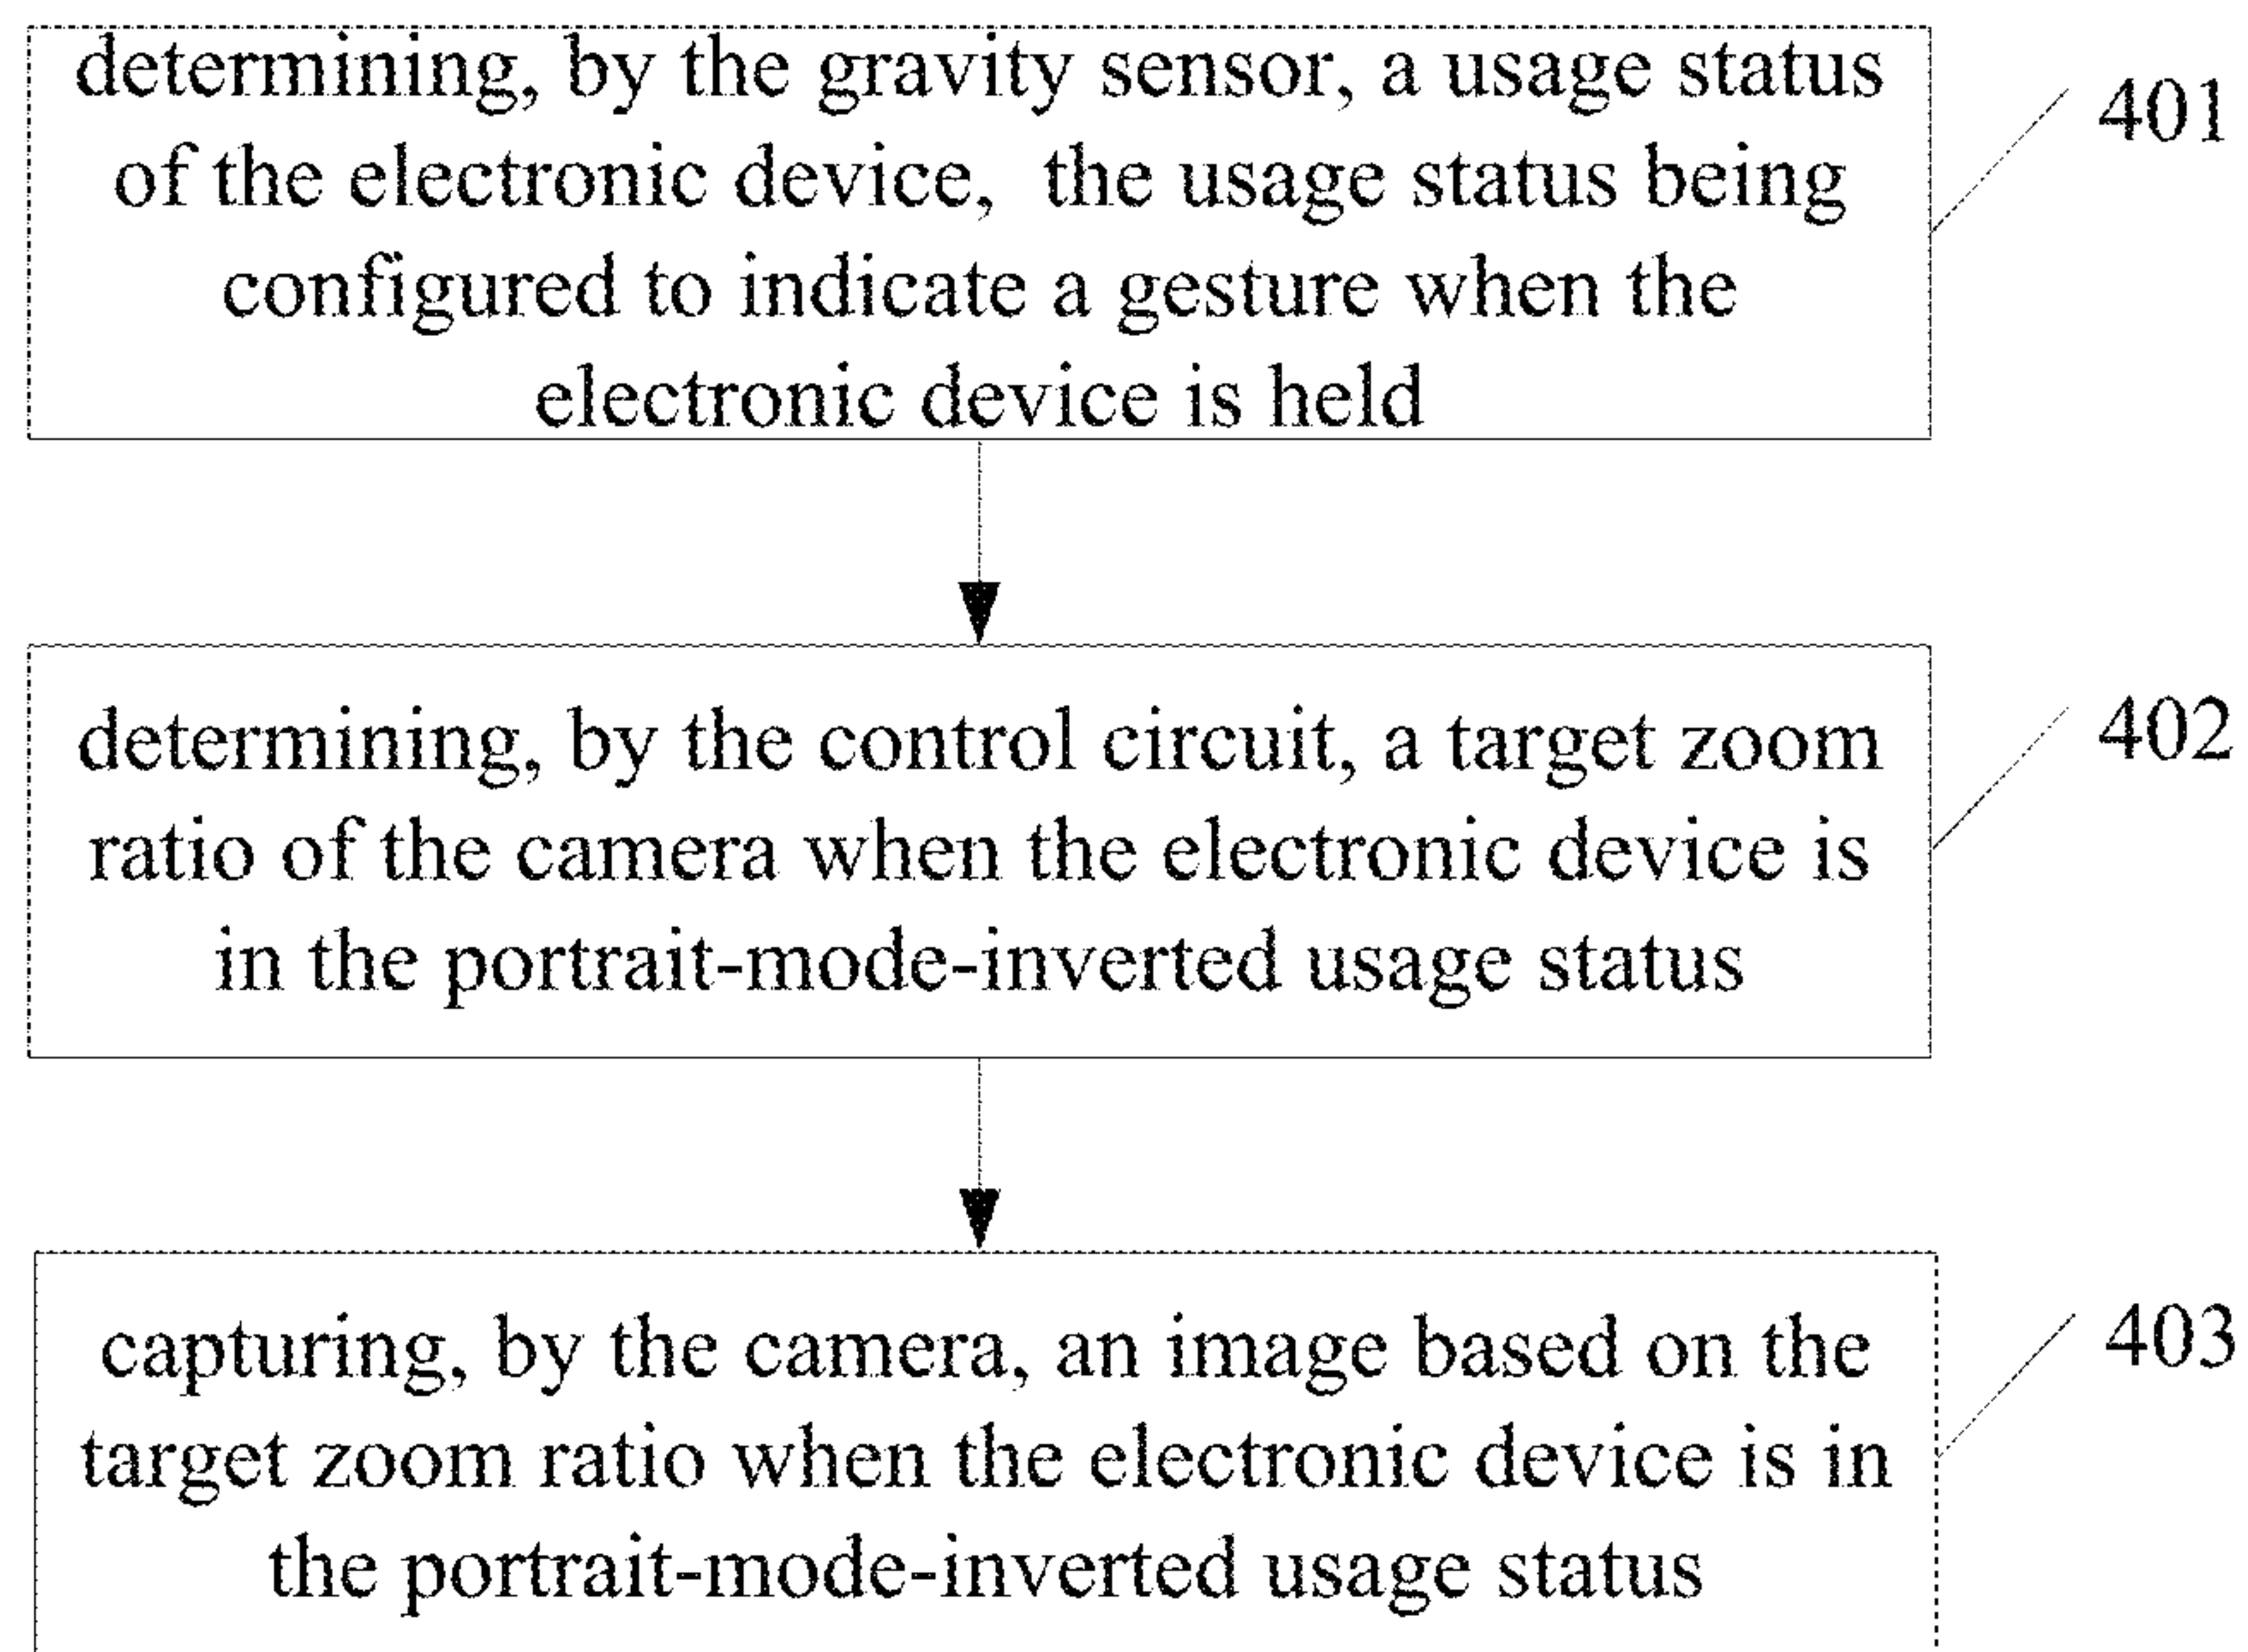 determining, by the gravity sensor, a usage status
of the electronic device, the usage status being
configured to indicate a gesture when the
electronic device is held
401
determining, by the control circuit, a target zoom
ratio of the camera when the electronic device is
in the portrait-mode-inverted usage status
402
capturing, by the camera, an image based on the
target zoom ratio when the electronic device is in
the portrait-mode-inverted usage status
403